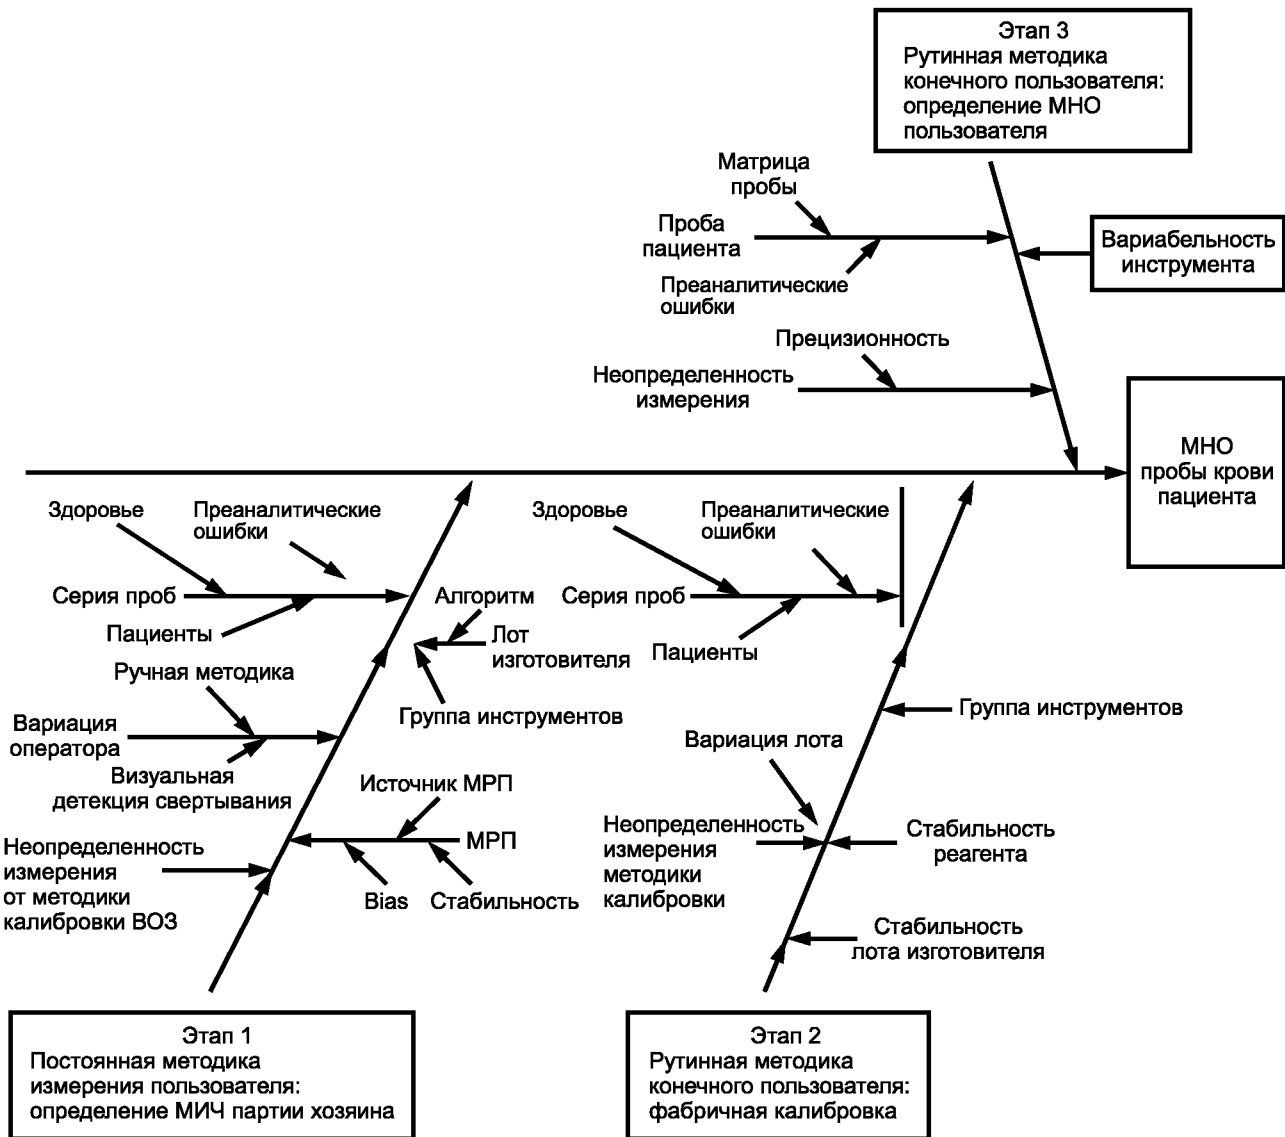 Этап 3
Рутинная методика
конечного пользователя:
определение МНО
пользователя
Матрица
пробы
Проба
пациента
Преаналитические
ошибки
Вариабельность
инструмента
Прецизионность
Неопределенность
измерения
МНО
пробы крови
пациента
Здоровье
Преаналитические
ошибки
Серия проб
Пациенты
Алгоритм
Лот
изготовителя
Группа инструментов
Ручная методика
Вариация
оператора
Визуальная
детекция свертывания
Источник МРП
МРП
Bias
Стабильность
Неопределенность
измерения
от методики
калибровки ВОЗ
Здоровье
Преаналитические
ошибки
Серия проб
Пациенты
Группа инструментов
Вариация лота
Неопределенность
измерения
методики
калибровки
Стабильность
реагента
Стабильность
лота изготовителя
Этап 1
Постоянная методика
измерения пользователя:
определение МИЧ партии хозяина
Этап 2
Рутинная методика
конечного пользователя:
фабричная калибровка